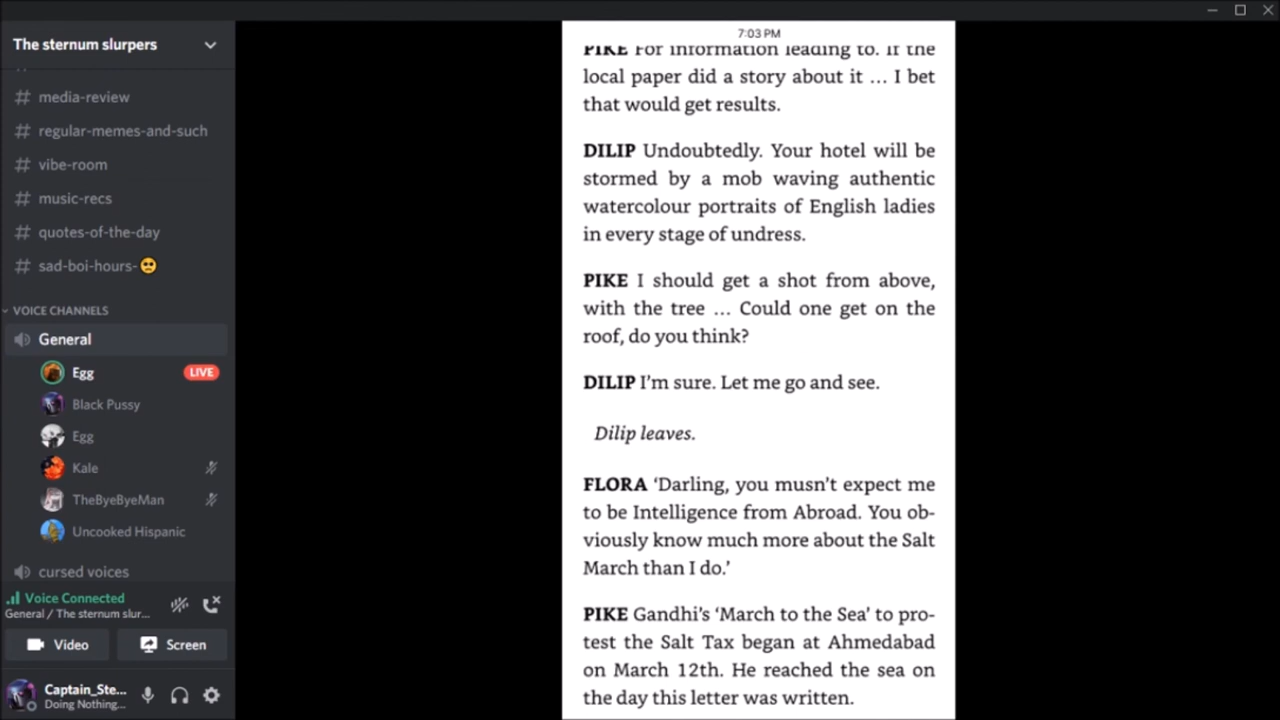 The sternum slurpers
# media-review
# regular-memes-and-such
# vibe-room
# music-recs
# quotes-of-the-day
# sad-boi-hours-🥺
VOICE CHANNELS
General
Egg LIVE
Black Pussy
Egg
Kale
TheByeByeMan
Uncooked Hispanic
cursed voices
Voice Connected
General / The sternum slur...
Video Screen
Captain_Ste...
Doing Nothing...
7:03 PM
PIKE For information leading to. If the
local paper did a story about it … I bet
that would get results.
DILIP Undoubtedly. Your hotel will be
stormed by a mob waving authentic
watercolour portraits of English ladies
in every stage of undress.
PIKE I should get a shot from above,
with the tree … Could one get on the
roof, do you think?
DILIP I’m sure. Let me go and see.
Dilip leaves.
FLORA ‘Darling, you musn’t expect me
to be Intelligence from Abroad. You ob-
viously know much more about the Salt
March than I do.’
PIKE Gandhi’s ‘March to the Sea’ to pro-
test the Salt Tax began at Ahmedabad
on March 12th. He reached the sea on
the day this letter was written.